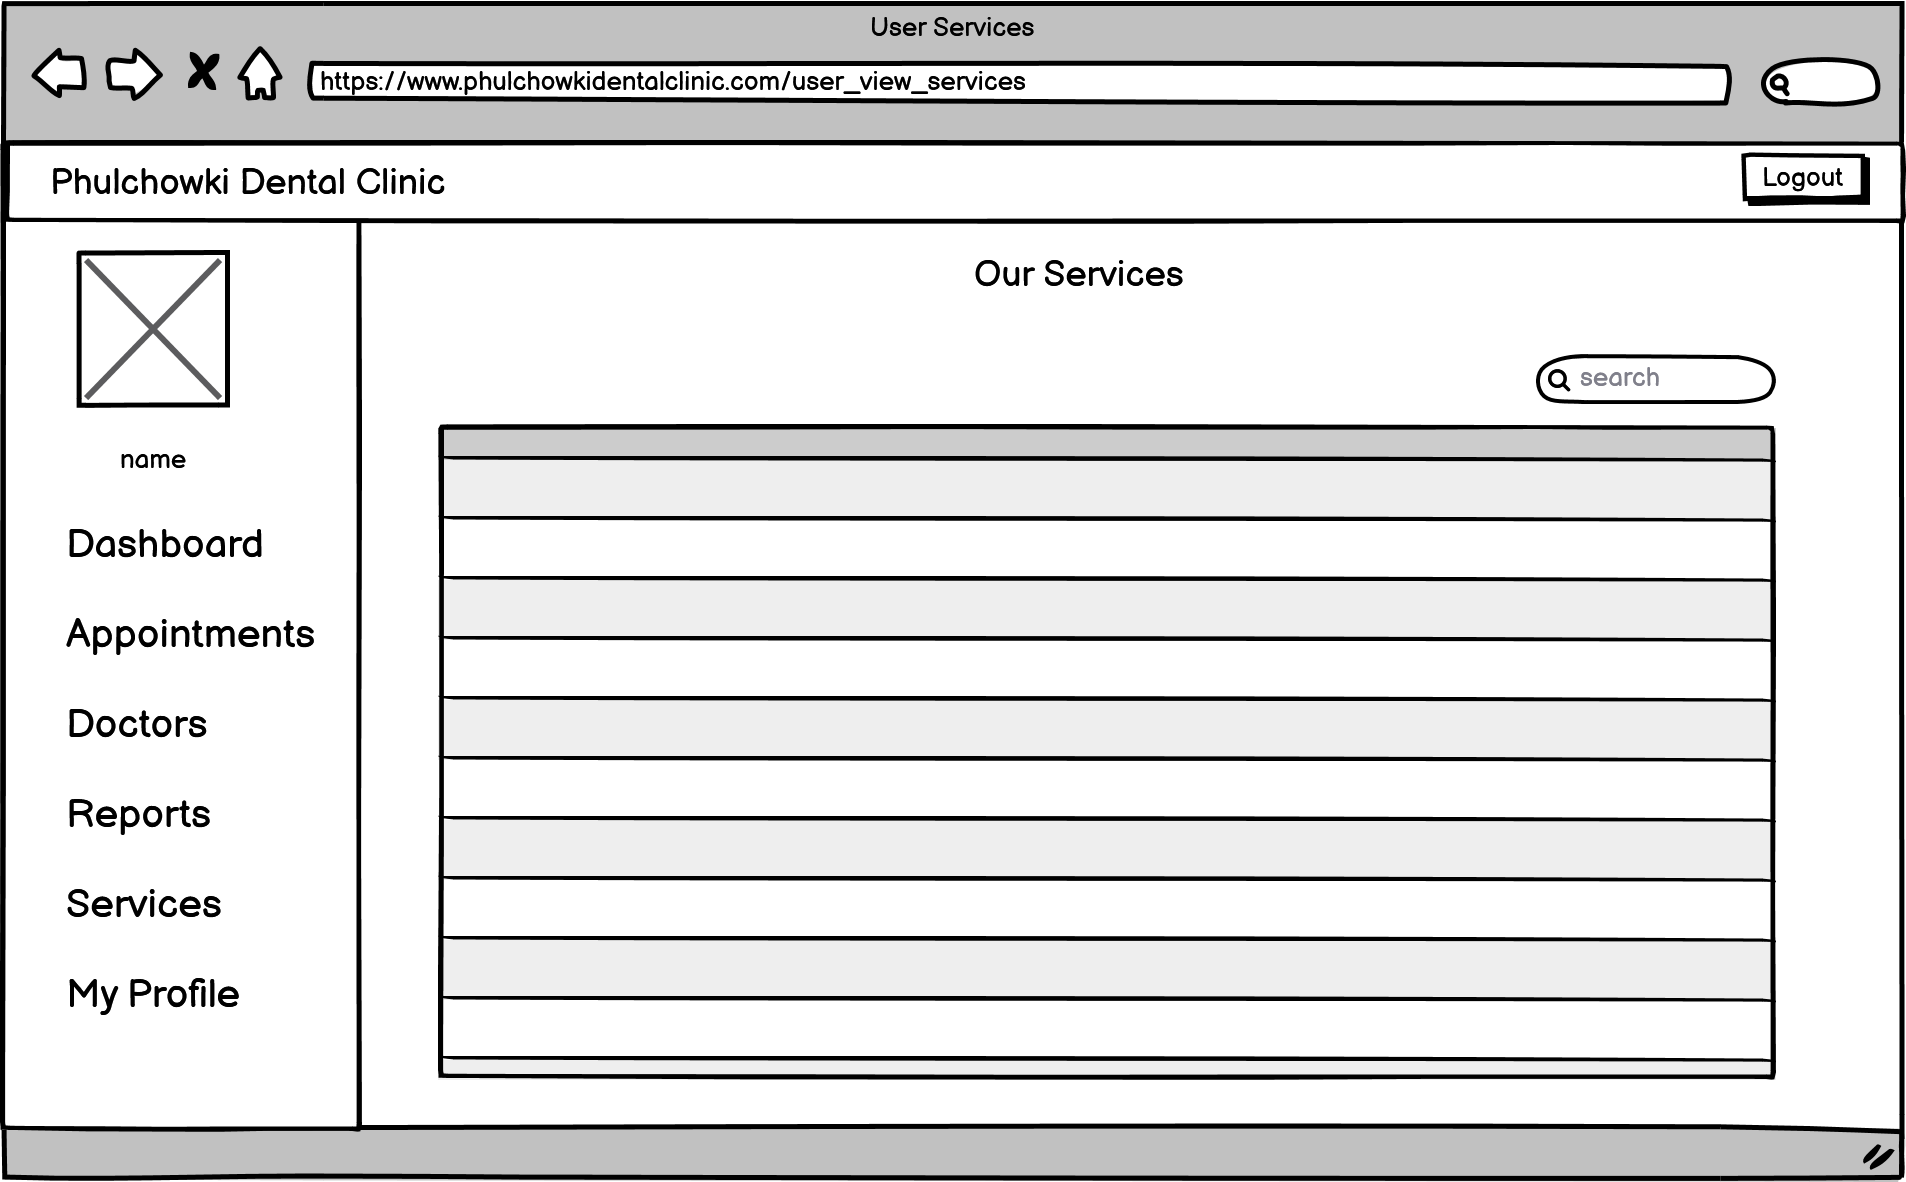 User Services
https://www.phulchowkidentalclinic.com/user_view_services
Phulchowki Dental Clinic
Logout
Our Services
search
name
Dashboard
Appointments
Doctors
Reports
Services
My Profile